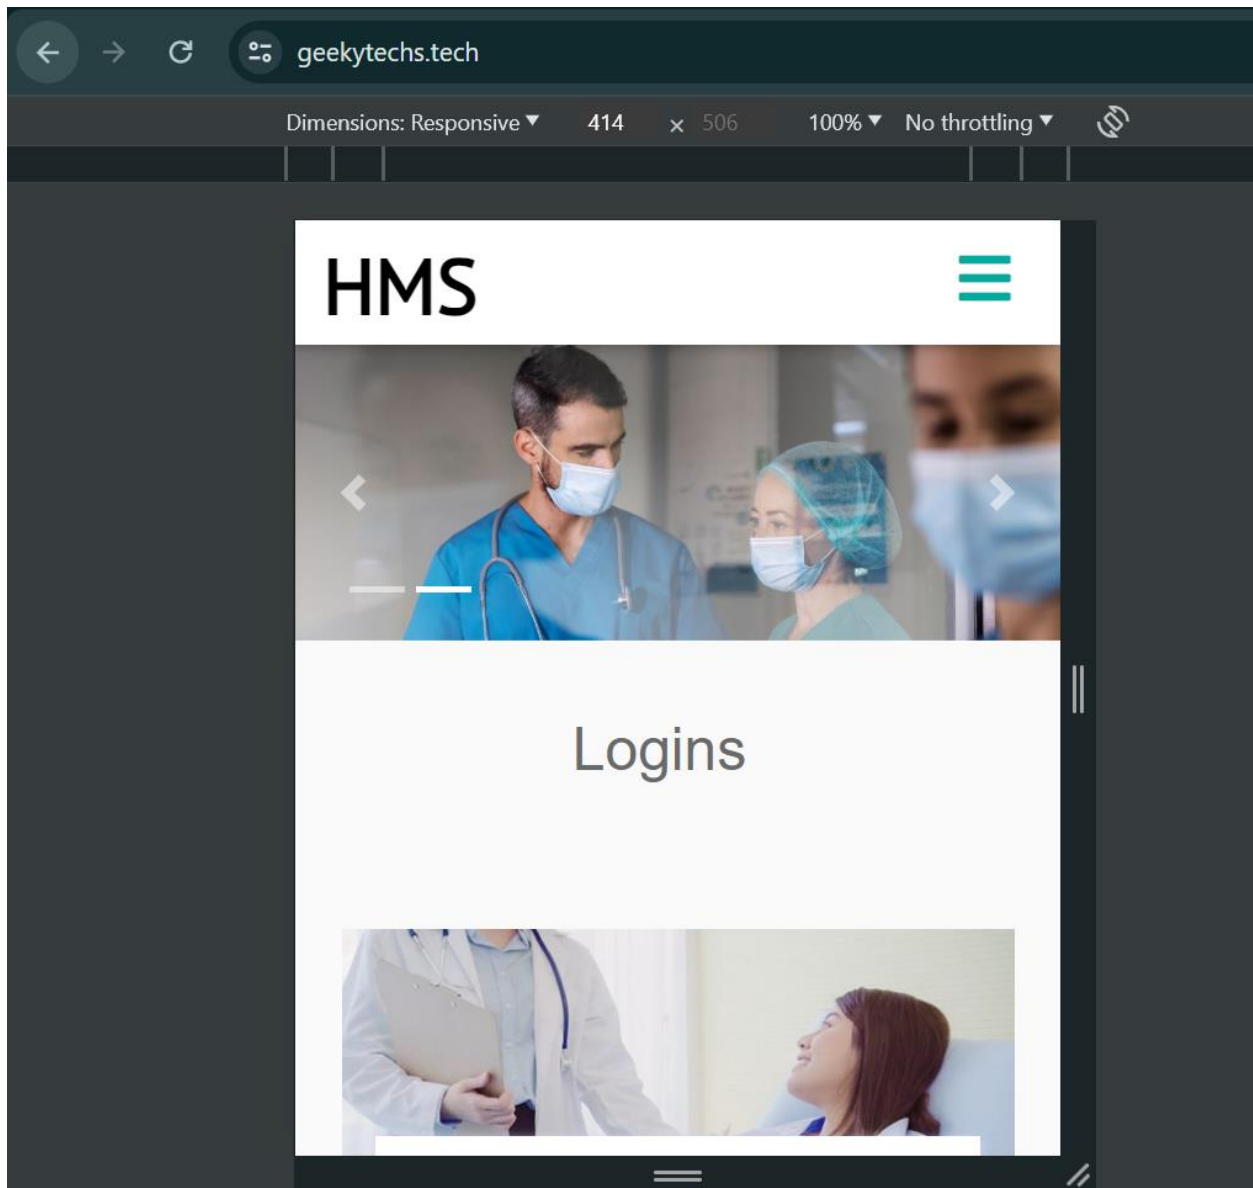 geekytechs.tech
Dimensions: Responsive 414 × 506 100% No throttling
HMS
Logins